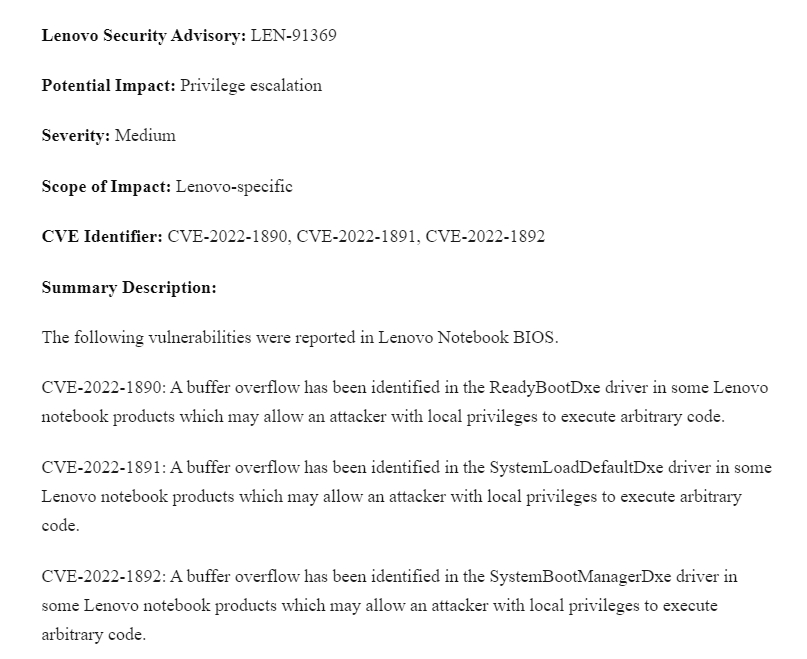 Lenovo Security Advisory: LEN-91369
Potential Impact: Privilege escalation
Severity: Medium
Scope of Impact: Lenovo-specific
CVE Identifier: CVE-2022-1890, CVE-2022-1891, CVE-2022-1892
Summary Description:
The following vulnerabilities were reported in Lenovo Notebook BIOS.
CVE-2022-1890: A buffer overflow has been identified in the ReadyBootDxe driver in some Lenovo
notebook products which may allow an attacker with local privileges to execute arbitrary code.
CVE-2022-1891: A buffer overflow has been identified in the SystemLoadDefaultDxe driver in some
Lenovo notebook products which may allow an attacker with local privileges to execute arbitrary
code.
CVE-2022-1892: A buffer overflow has been identified in the SystemBootManagerDxe driver in
some Lenovo notebook products which may allow an attacker with local privileges to execute
arbitrary code.